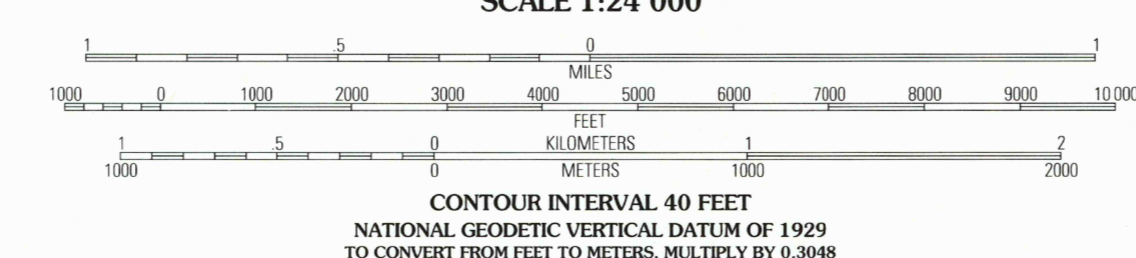 SCALE 1:24 000
1 .5 0 1
MILES
1000 0 1000 2000 3000 4000 5000 6000 7000 8000 9000 10 000
FEET
1 .5 0 KILOMETERS 1 2
1000 0 METERS 1000 2000
CONTOUR INTERVAL 40 FEET
NATIONAL GEODETIC VERTICAL DATUM OF 1929
TO CONVERT FROM FEET TO METERS, MULTIPLY BY 0.3048